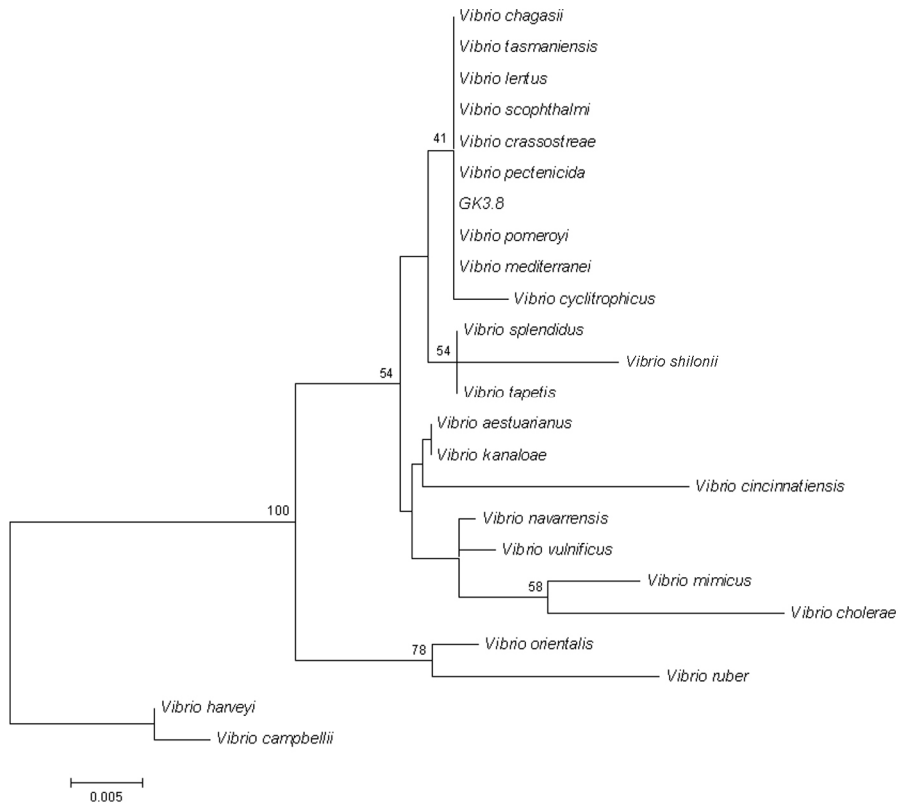 Vibrio chagasii
Vibrio tasmaniensis
Vibrio lentus
Vibrio scophthalmi
41
Vibrio crassostreae
Vibrio pectenicida
GK3.8
Vibrio pomeroyi
Vibrio mediterranei
Vibrio cyclitrophicus
Vibrio splendidus
54
Vibrio shilonii
54
Vibrio tapetis
Vibrio aestuarianus
Vibrio kanaloae
Vibrio cincinnatiensis
100
Vibrio navarrensis
Vibrio vulnificus
58
Vibrio mimicus
Vibrio cholerae
Vibrio orientalis
78
Vibrio ruber
Vibrio harveyi
Vibrio campbellii
0.005